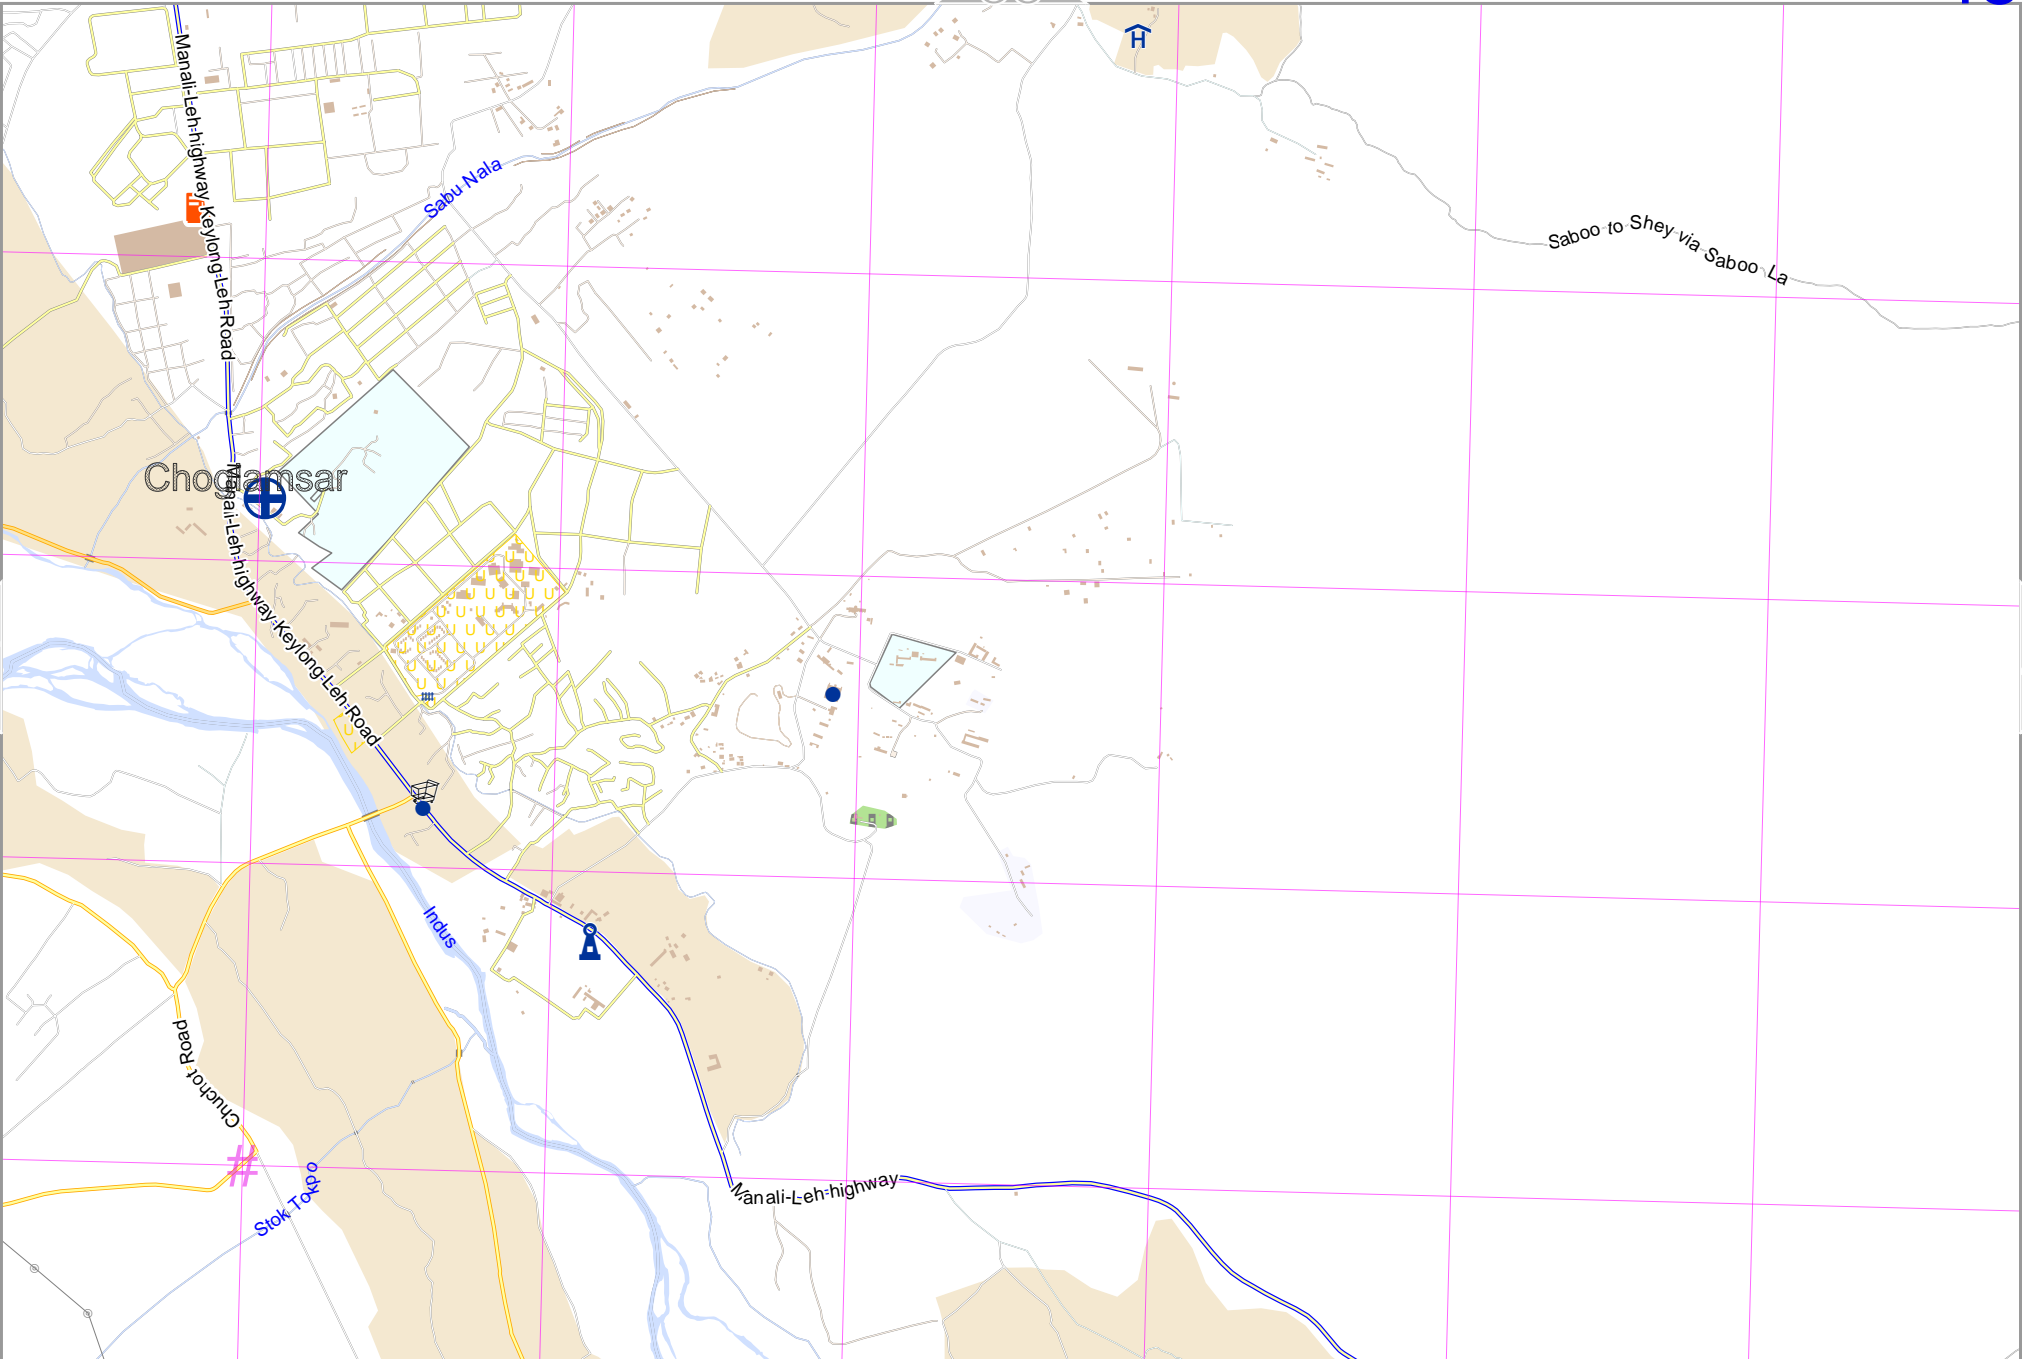 Manali-Leh-highway-Keylong-Leh-Road
Sabu Nala
Saboo to Shey via Saboo La
Choglamsar
Manali-Leh-highway-Keylong-Leh-Road
Indus
Chuchot Road
Stok Tokpo
Manali-Leh-highway
H
#